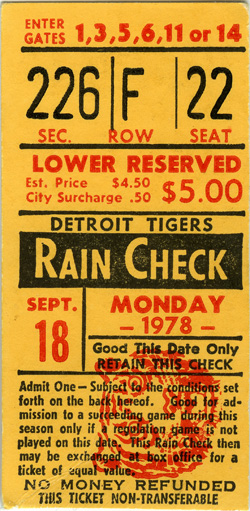 ENTER GATES 1,3,5,6,11 or 14
226 F 22
SEC. ROW SEAT
LOWER RESERVED
Est. Price $4.50
City Surcharge .50
$5.00
DETROIT TIGERS
RAIN CHECK
SEPT. 18
MONDAY
1978
Good This Date Only
RETAIN THIS CHECK
Admit One — Subject to the conditions set
forth on the back hereof. Good for ad-
mission to a succeeding game during this
season only if a regulation game is not
played on this date. This Rain Check then
may be exchanged at box office for a
ticket of equal value.
NO MONEY REFUNDED
THIS TICKET NON-TRANSFERABLE